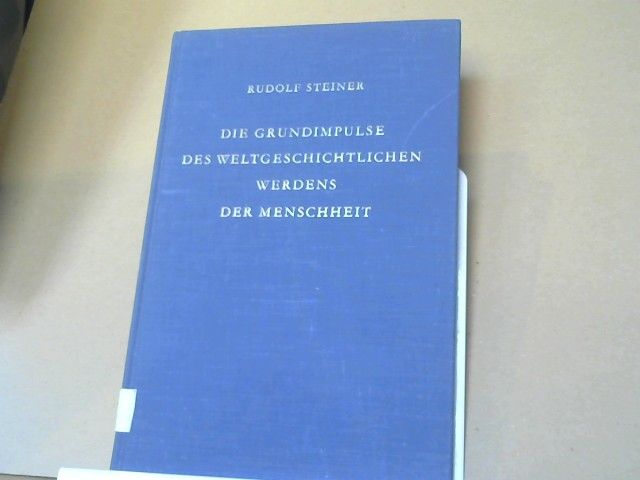 RUDOLF STEINER
DIE GRUNDIMPULSE
DES WELTGESCHICHTLICHEN
WERDENS
DER MENSCHHEIT